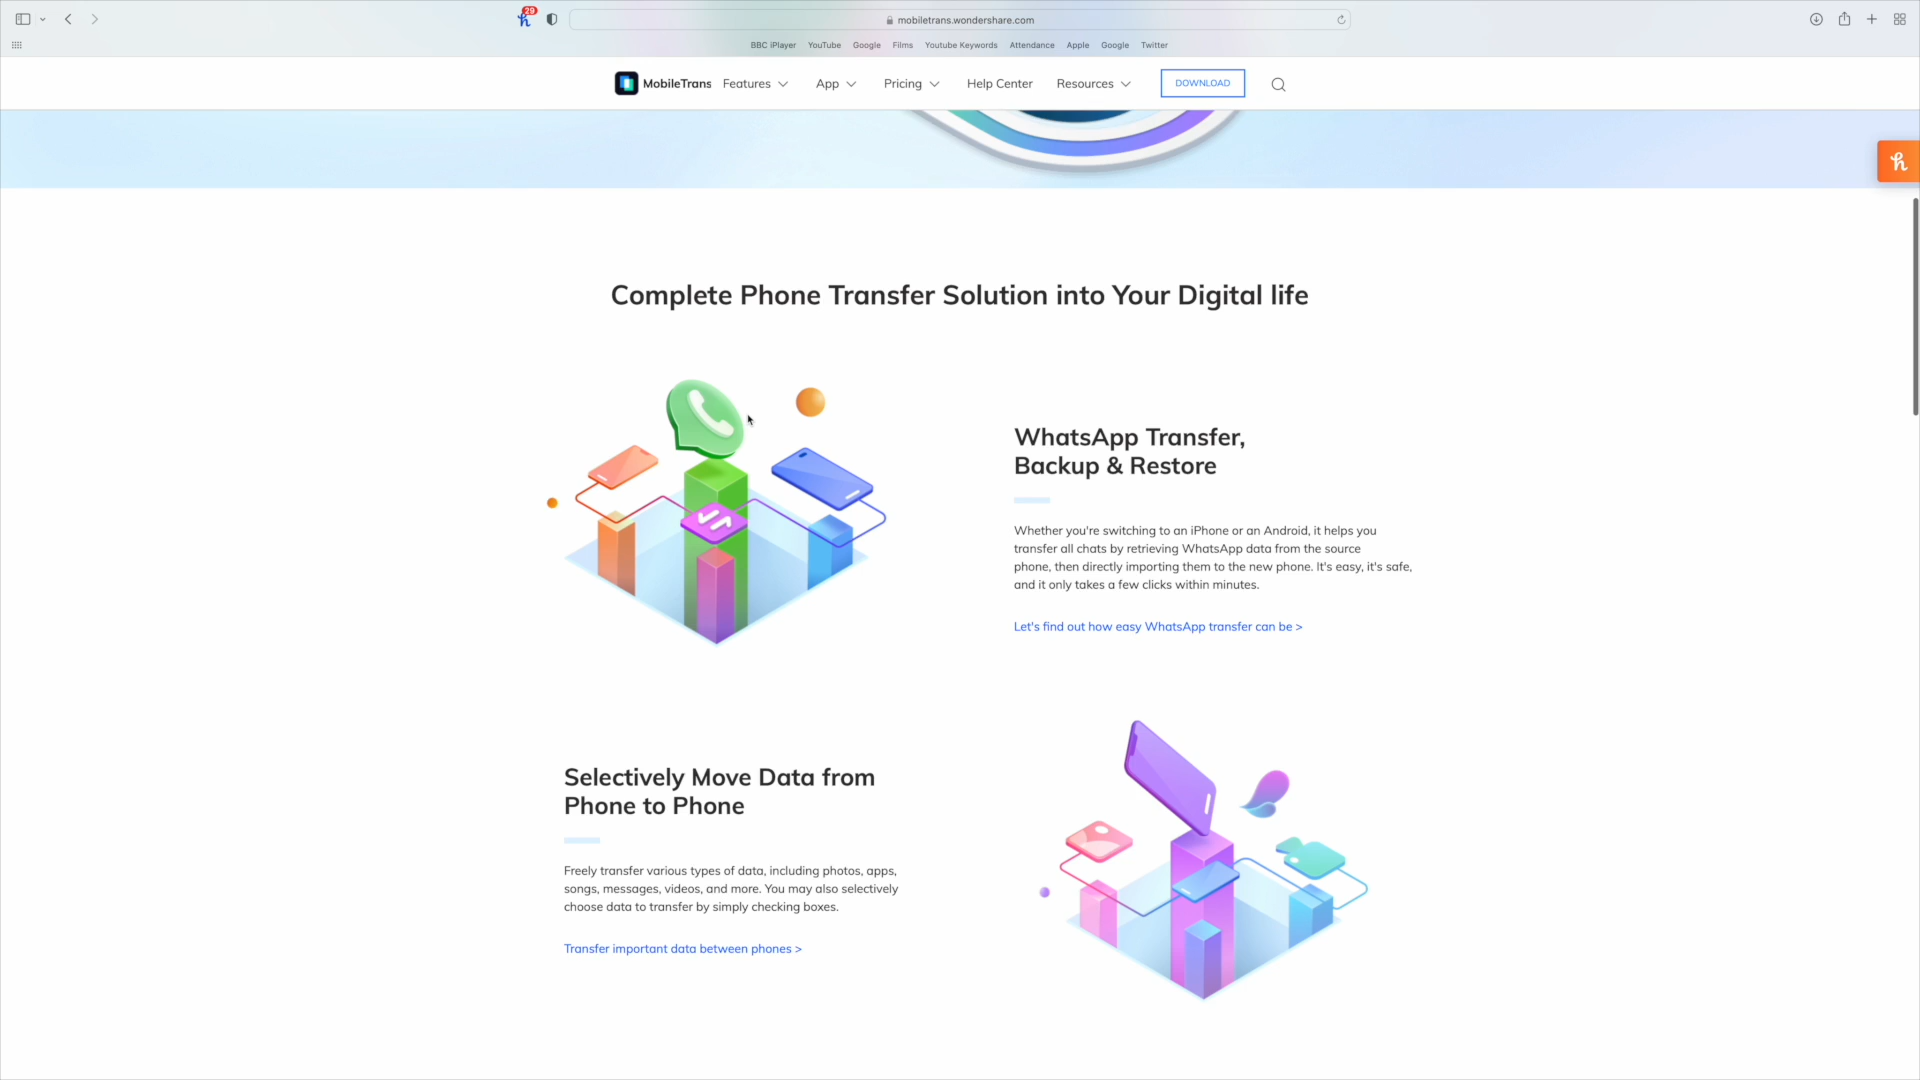 29
mobiletrans.wondershare.com
BBC iPlayer YouTube Google Films Youtube Keywords Attendance Apple Google Twitter
MobileTrans Features App Pricing Help Center Resources DOWNLOAD
Complete Phone Transfer Solution into Your Digital life
WhatsApp Transfer,
Backup & Restore
Whether you're switching to an iPhone or an Android, it helps you
transfer all chats by retrieving WhatsApp data from the source
phone, then directly importing them to the new phone. It's easy, it's safe,
and it only takes a few clicks within minutes.
Let's find out how easy WhatsApp transfer can be >
Selectively Move Data from
Phone to Phone
Freely transfer various types of data, including photos, apps,
songs, messages, videos, and more. You may also selectively
choose data to transfer by simply checking boxes.
Transfer important data between phones >